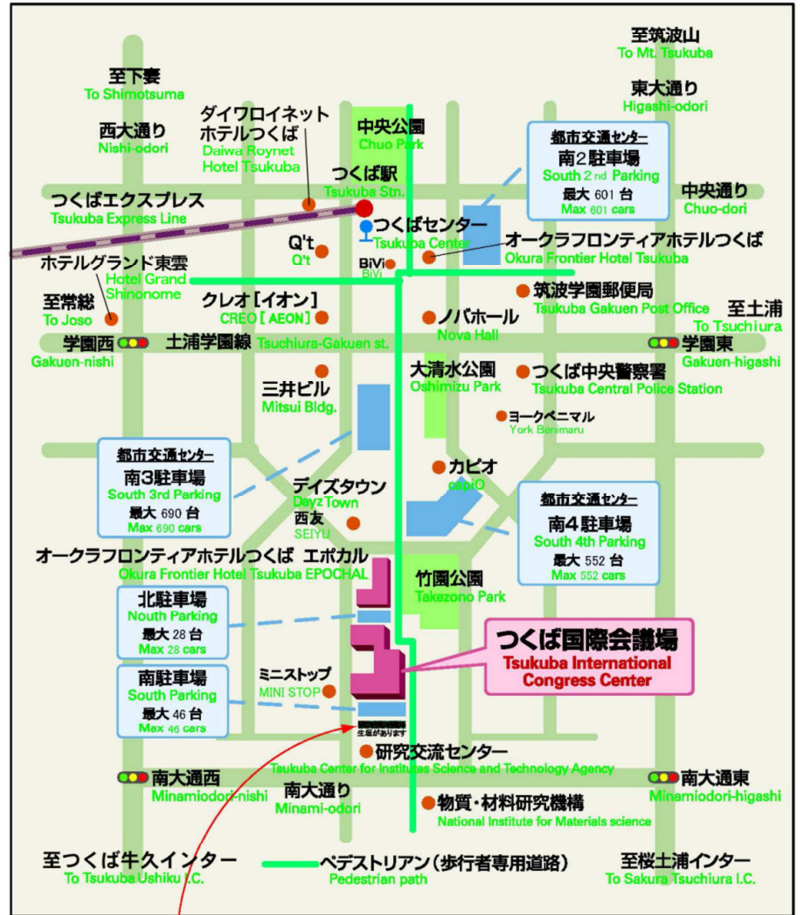 至筑波山
To Mt. Tsukuba
至下妻
To Shimotsuma
東大通り
Higashi-odori
西大通り
Nishi-odori
ダイワロイネット
ホテルつくば
Daiwa Roynet
Hotel Tsukuba
中央公園
Chuo Park
都市交通センター
南2駐車場
South 2nd Parking
最大 601 台
Max 601 cars
つくば駅
Tsukuba Stn.
中央通り
Chuo-dori
つくばエクスプレス
Tsukuba Express Line
つくばセンター
Tsukuba Center
Q't
Q't
BiVi
BiVi
オークラフロンティアホテルつくば
Okura Frontier Hotel Tsukuba
ホテルグランド東雲
Hotel Grand
Shinonome
至常総
To Joso
クレオ［イオン］
CREO [ AEON ]
ノバホール
Nova Hall
筑波学園郵便局
Tsukuba Gakuen Post Office
至土浦
To Tsuchiura
学園西
Gakuen-nishi
土浦学園線 Tsuchiura-Gakuen st.
学園東
Gakuen-higashi
三井ビル
Mitsui Bldg.
大清水公園
Oshimizu Park
つくば中央警察署
Tsukuba Central Police Station
ヨークベニマル
York Benimaru
都市交通センター
南3駐車場
South 3rd Parking
最大 690 台
Max 690 cars
カピオ
capiO
デイズタウン
Dayz Town
西友
SEIYU
都市交通センター
南4駐車場
South 4th Parking
最大 552 台
Max 552 cars
オークラフロンティアホテルつくば エポカル
Okura Frontier Hotel Tsukuba EPOCHAL
竹園公園
Takezono Park
北駐車場
Nouth Parking
最大 28 台
Max 28 cars
つくば国際会議場
Tsukuba International
Congress Center
南駐車場
South Parking
最大 46 台
Max 46 cars
ミニストップ
MINI STOP
生垣があります
研究交流センター
Tsukuba Center for Institutes Science and Technology Agency
南大通西
Minamiodori-nishi
南大通り
Minami-odori
南大通東
Minamiodori-higashi
物質・材料研究機構
National Institute for Materials science
至つくば牛久インター
To Tsukuba Ushiku I.C.
ペデストリアン（歩行者専用道路）
Pedestrian path
至桜土浦インター
To Sakura Tsuchiura I.C.